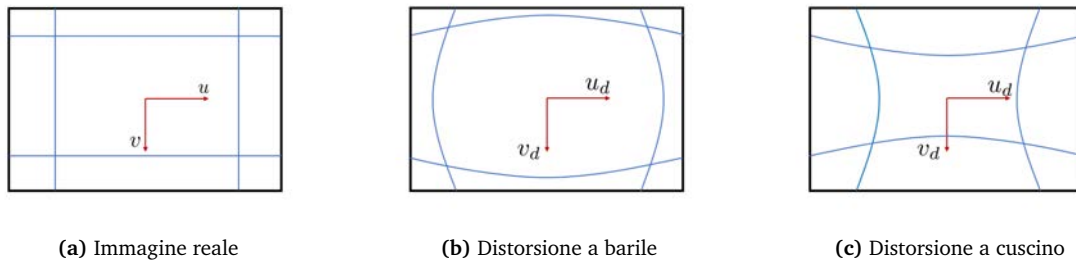 u
v
u_d
v_d
u_d
v_d
(a) Immagine reale
(b) Distorsione a barile
(c) Distorsione a cuscino